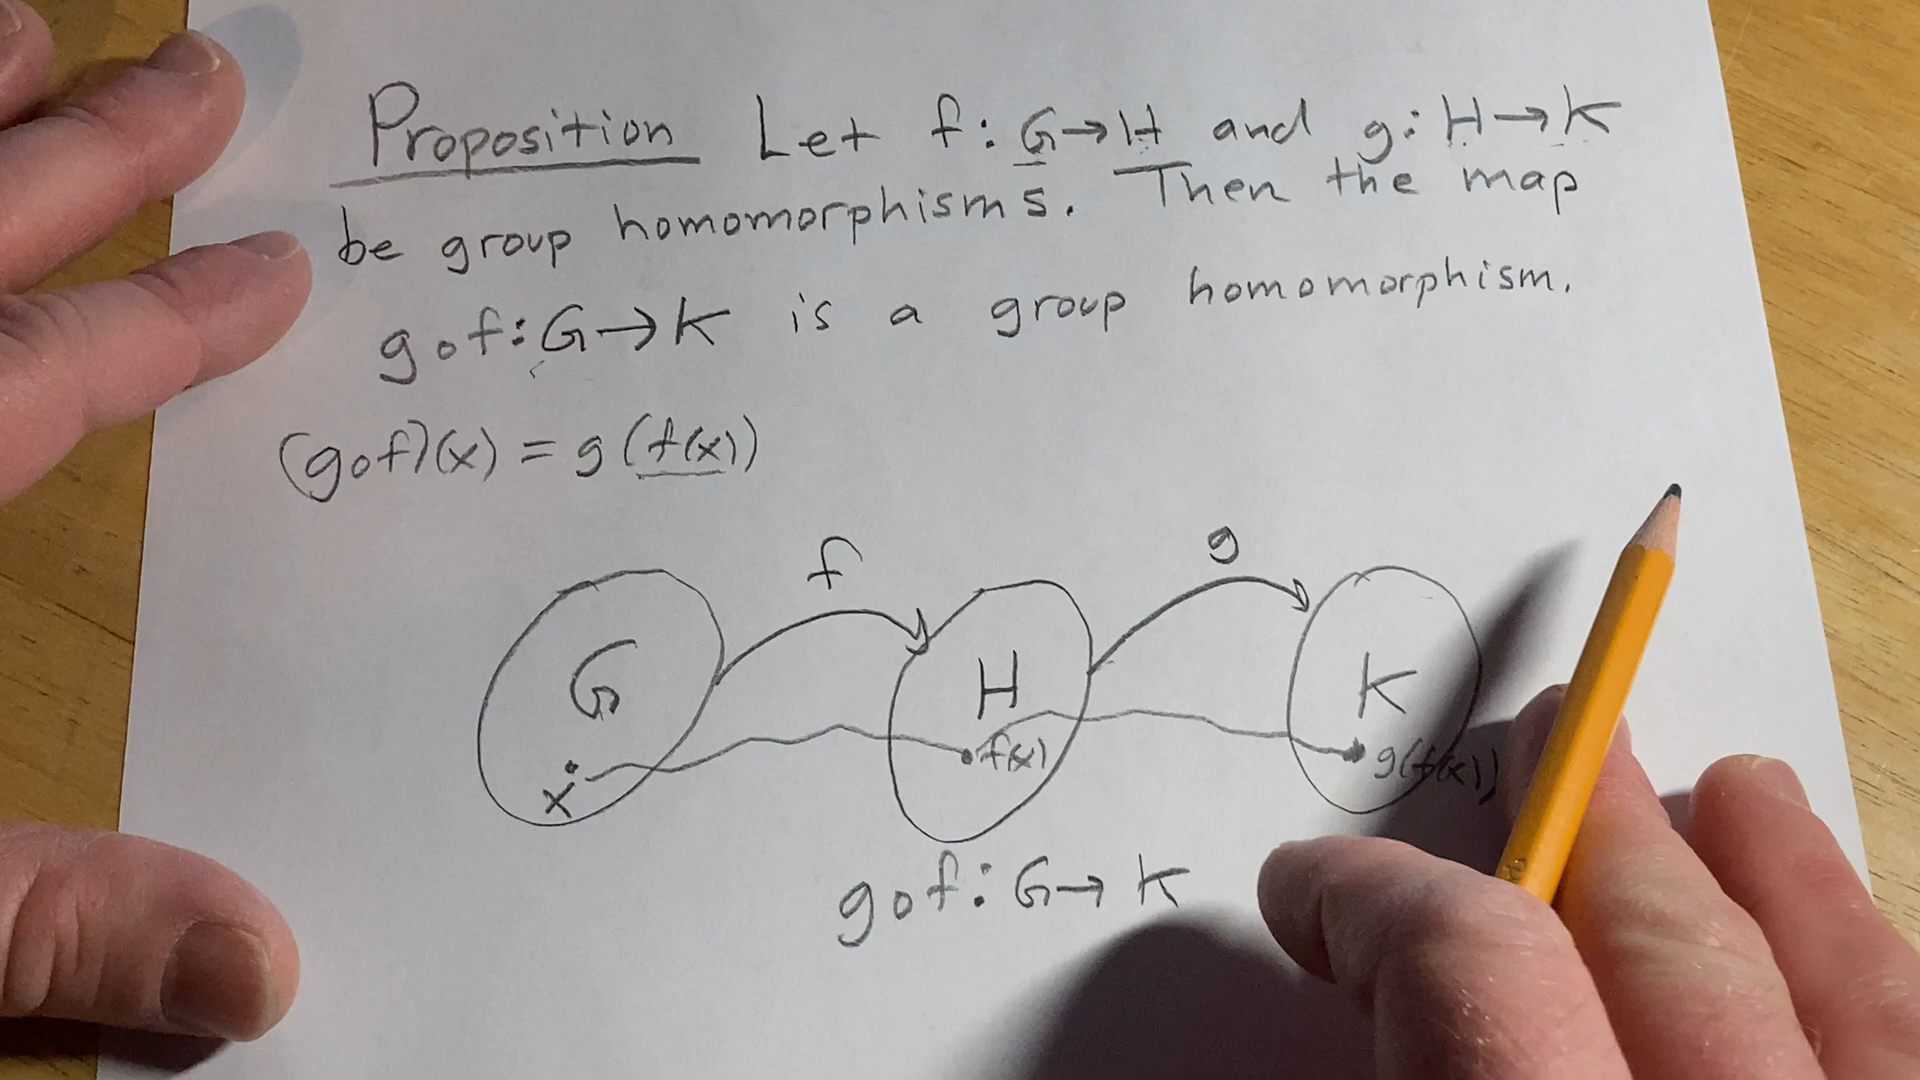 Proposition Let f: G→H and g: H→K
be group homomorphisms. Then the map
g∘f: G→K is a group homomorphism.
(g∘f)(x) = g(f(x))
f g
G H K
x f(x) g(f(x))
g∘f: G→K